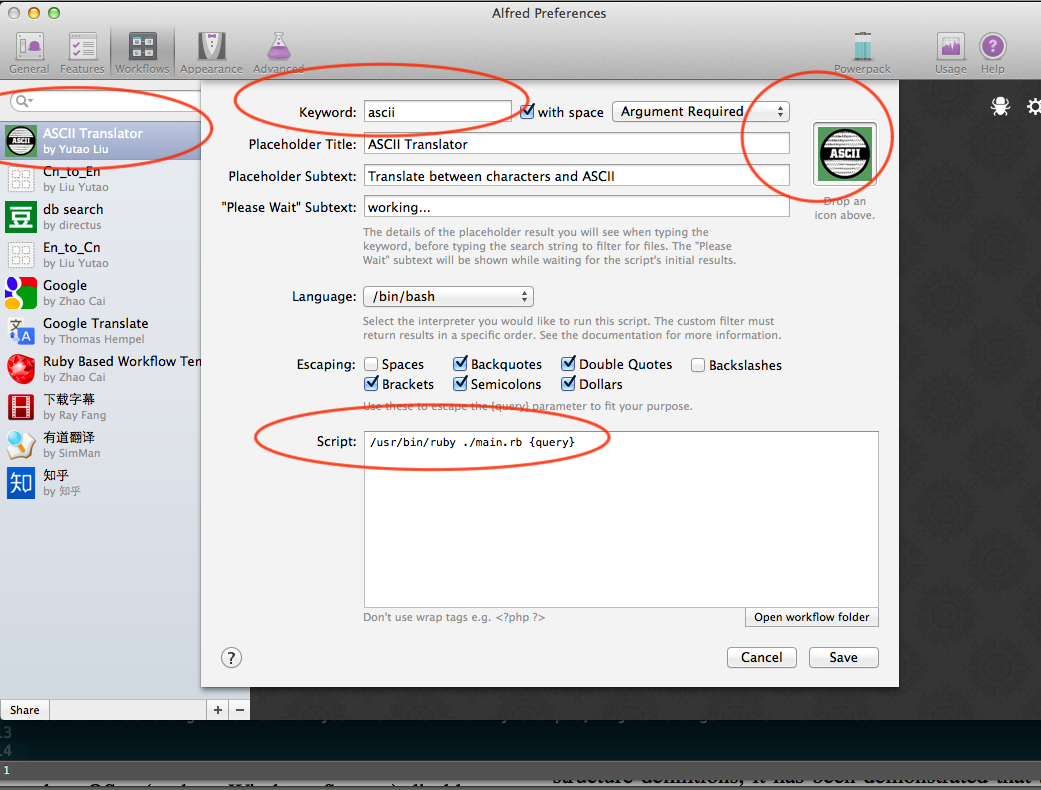 Alfred Preferences
General Features Workflows Appearance Advanced Powerpack Usage Help
ASCII Translator
by Yutao Liu
Cn_to_En
by Liu Yutao
db search
by directus
En_to_Cn
by Liu Yutao
Google
by Zhao Cai
Google Translate
by Thomas Hempel
Ruby Based Workflow Tem
by Zhao Cai
下载字幕
by Ray Fang
有道翻译
by SimMan
知乎
by 知乎
豆
文 A
知
Share + −
Keyword: ascii with space Argument Required
Placeholder Title: ASCII Translator
Placeholder Subtext: Translate between characters and ASCII
"Please Wait" Subtext: working...
ASCII
ASCII
Drop an
icon above.
The details of the placeholder result you will see when typing the
keyword, before typing the search string to filter for files. The "Please
Wait" subtext will be shown while waiting for the script's initial results.
Language: /bin/bash
Select the interpreter you would like to run this script. The custom filter must
return results in a specific order. See the documentation for more information.
Escaping: Spaces Backquotes Double Quotes Backslashes
Brackets Semicolons Dollars
Use these to escape the {query} parameter to fit your purpose.
Script: /usr/bin/ruby ./main.rb {query}
Don't use wrap tags e.g. <?php ?>
Open workflow folder
? Cancel Save
13
14
1
structure definitions, it has been demonstrated that